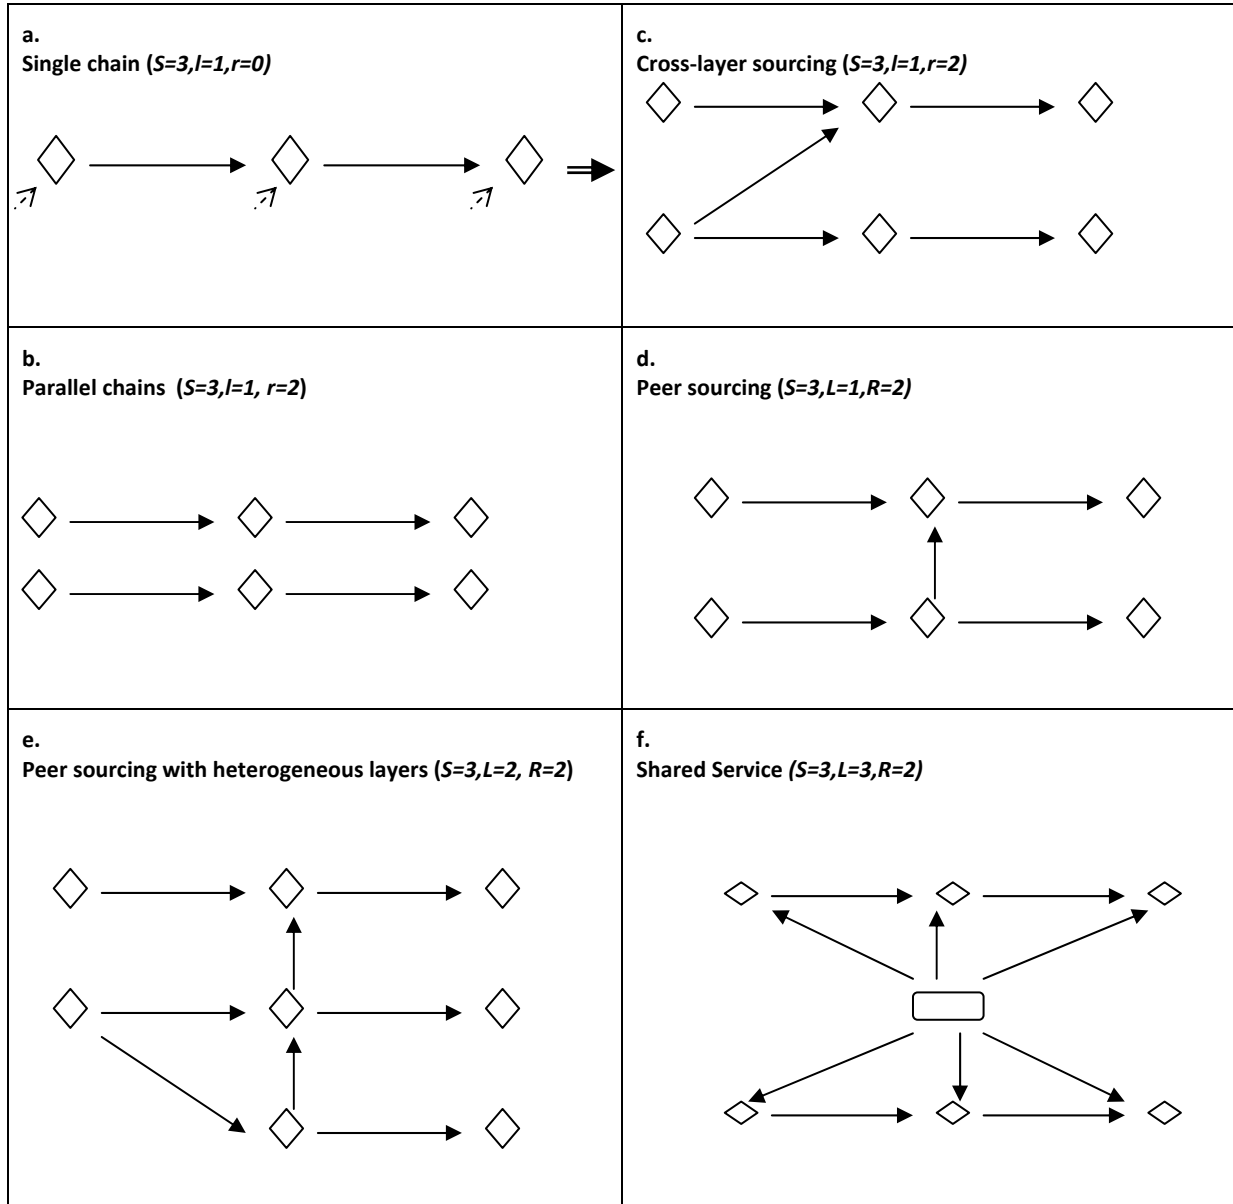 a.
Single chain (S=3,l=1,r=0)
c.
Cross-layer sourcing (S=3,l=1,r=2)
b.
Parallel chains  (S=3,l=1, r=2)
d.
Peer sourcing (S=3,L=1,R=2)
e.
Peer sourcing with heterogeneous layers (S=3,L=2, R=2)
f.
Shared Service (S=3,L=3,R=2)